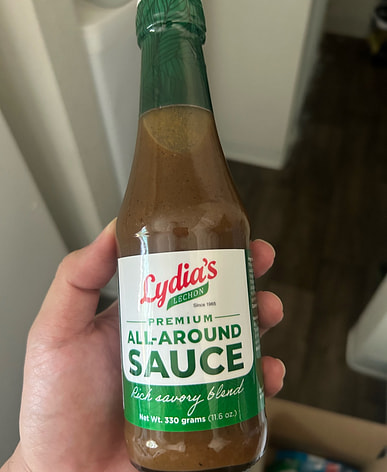 Lydia's
LECHON
Since 1965
PREMIUM
ALL-AROUND
SAUCE
Rich savory blend
Net Wt. 330 grams (11.6 oz.)